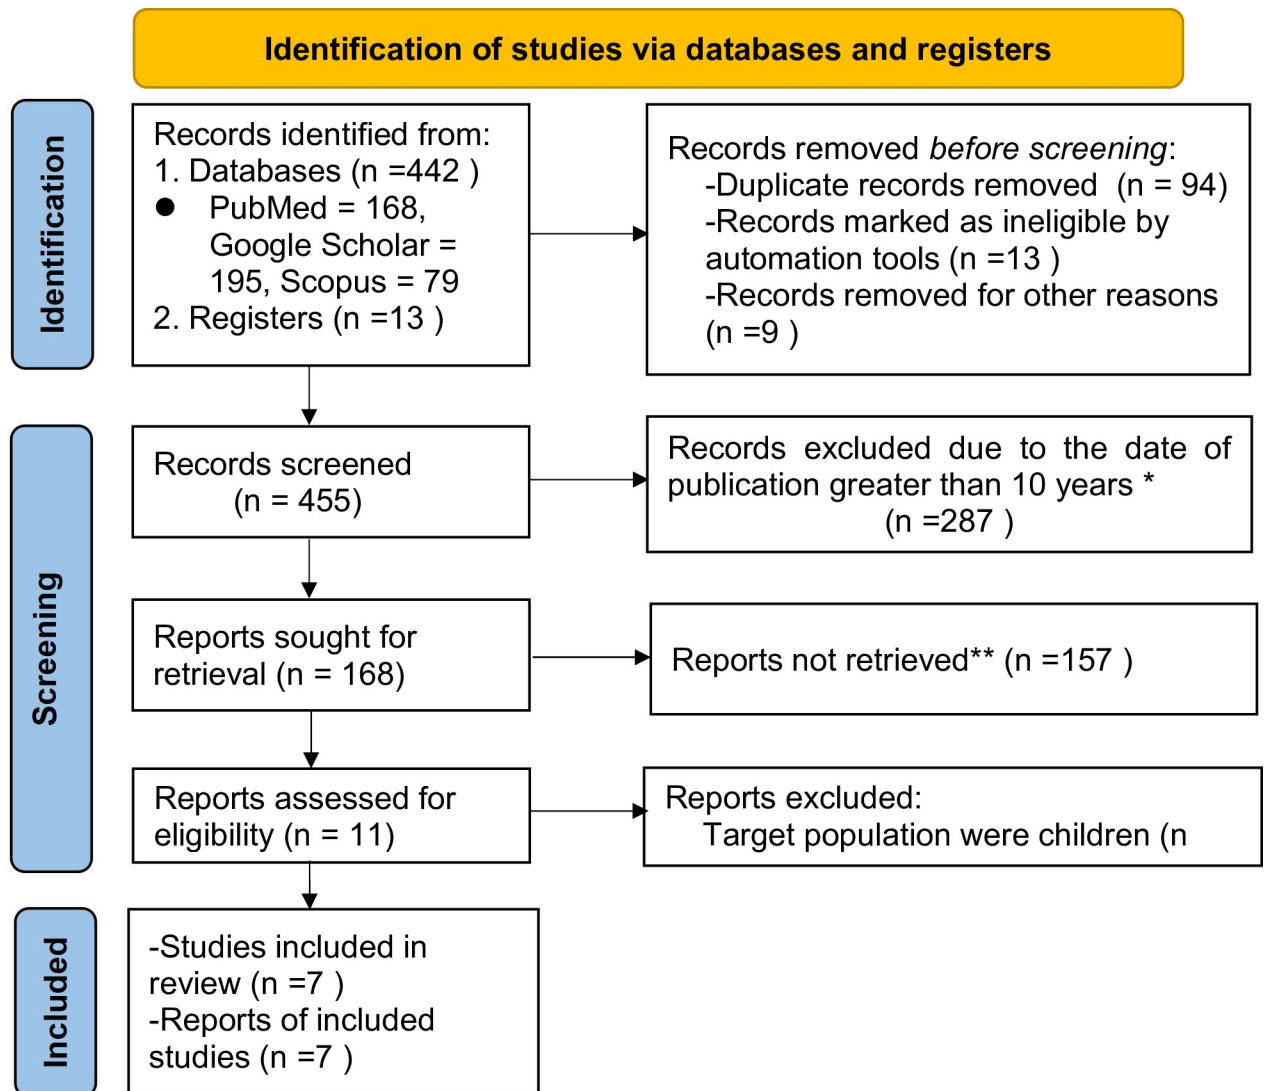 Identification of studies via databases and registers
Identification
Records identified from:
1. Databases (n =442 )
● PubMed = 168,
Google Scholar =
195, Scopus = 79
2. Registers (n =13 )
Records removed before screening:
-Duplicate records removed (n = 94)
-Records marked as ineligible by
automation tools (n =13 )
-Records removed for other reasons
(n =9 )
Screening
Records screened
(n = 455)
Records excluded due to the date of
publication greater than 10 years *
(n =287 )
Reports sought for
retrieval (n = 168)
Reports not retrieved** (n =157 )
Reports assessed for
eligibility (n = 11)
Reports excluded:
Target population were children (n
Included
-Studies included in
review (n =7 )
-Reports of included
studies (n =7 )